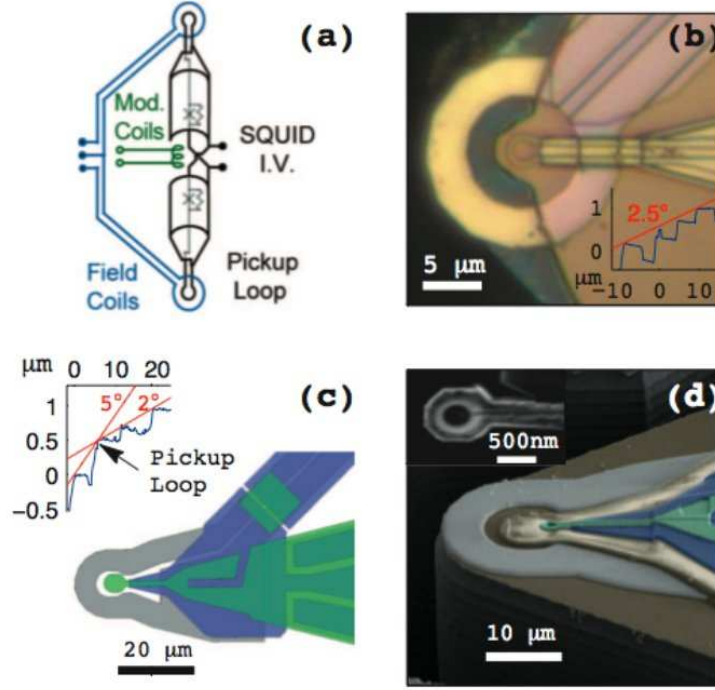 (a)
Mod.
Coils
SQUID
I.V.
Field
Coils
Pickup
Loop
(b)
2.5°
1
0
μm
-10 0 10
5 μm
(c)
μm
0 10 20
5° 2°
1
0.5
0
-0.5
Pickup
Loop
20 μm
(d)
500nm
10 μm